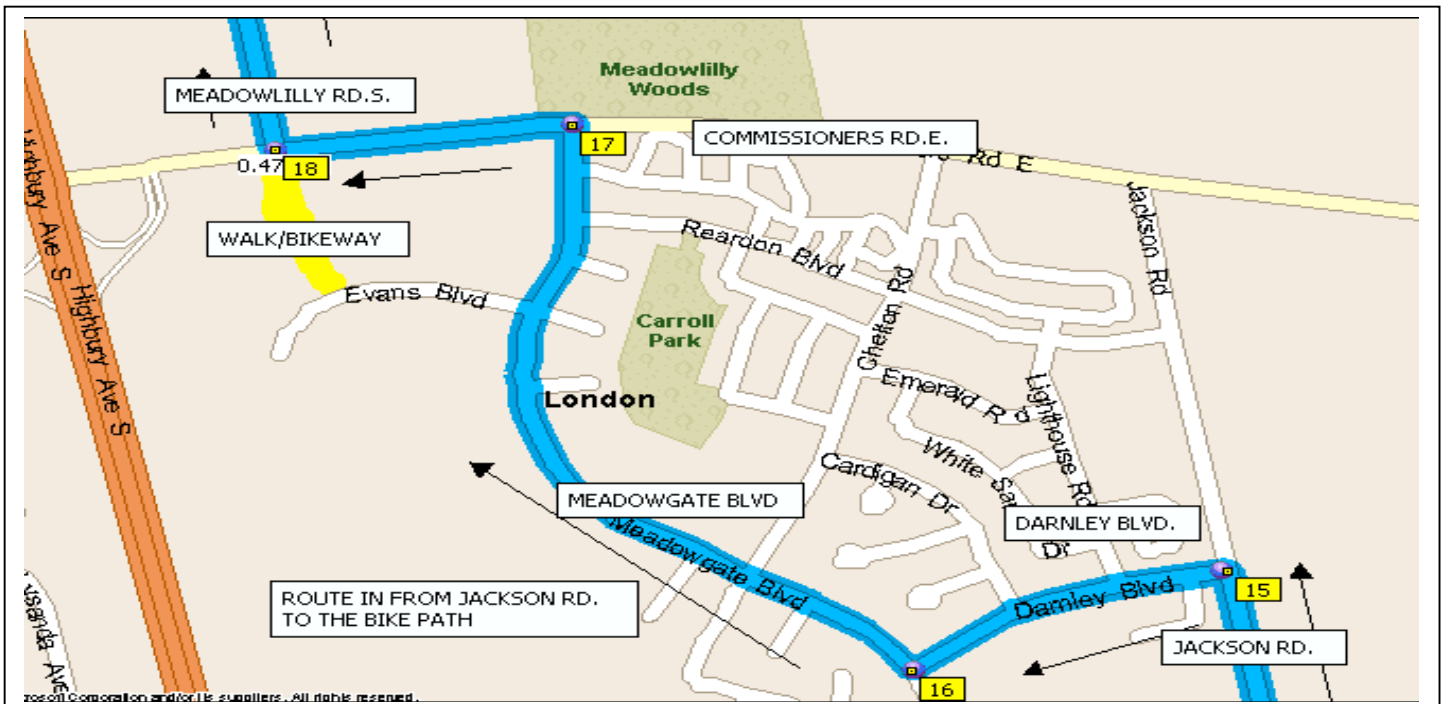 Meadowlilly
Woods
MEADOWLILLY RD.S.
17
COMMISSIONERS RD.E.
Rd E
0.47
18
Jackson Rd
WALK/BIKEWAY
Reardon Blvd
Highbury Ave S
Highbury Ave S
Evans Blvd
Carroll
Park
Chelton Rd
Emerald Rd
Lighthouse Rd
London
White Sa
Dr
Cardigan Dr
MEADOWGATE BLVD
DARNLEY BLVD.
Meadowgate Blvd
ROUTE IN FROM JACKSON RD.
TO THE BIKE PATH
Darnley Blvd
15
JACKSON RD.
usanda Ave
16
rosoft Corporation and/or its suppliers. All rights reserved.